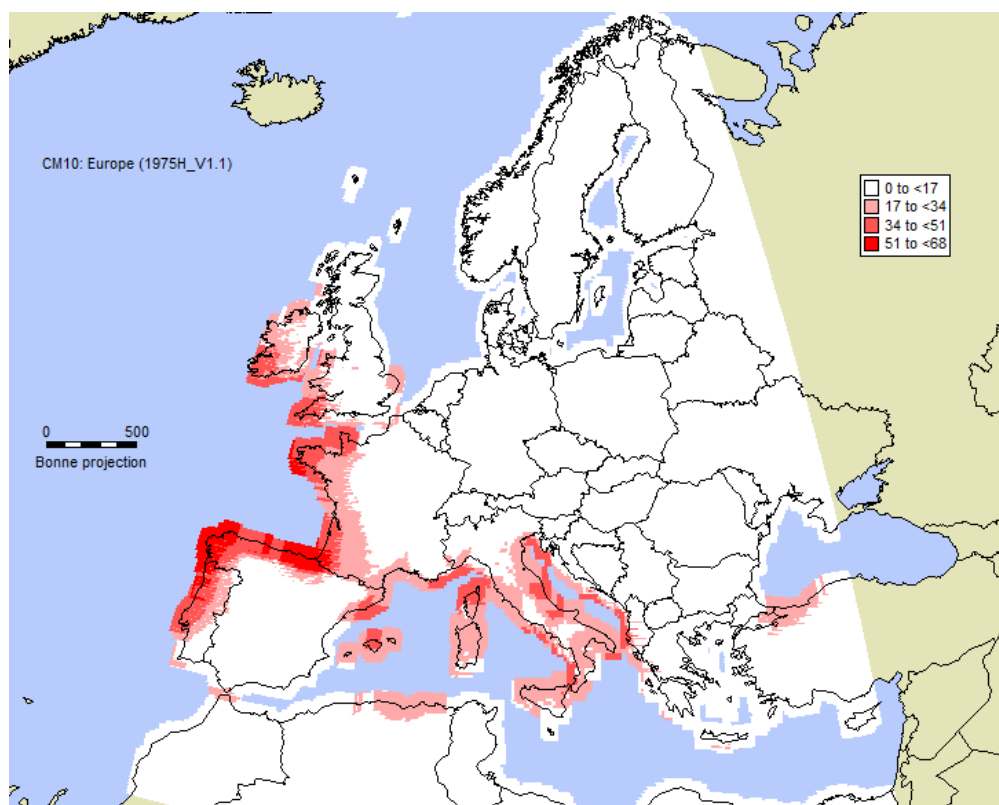 CM10: Europe (1975H_V1.1)
0 to <17
17 to <34
34 to <51
51 to <68
0 500
Bonne projection